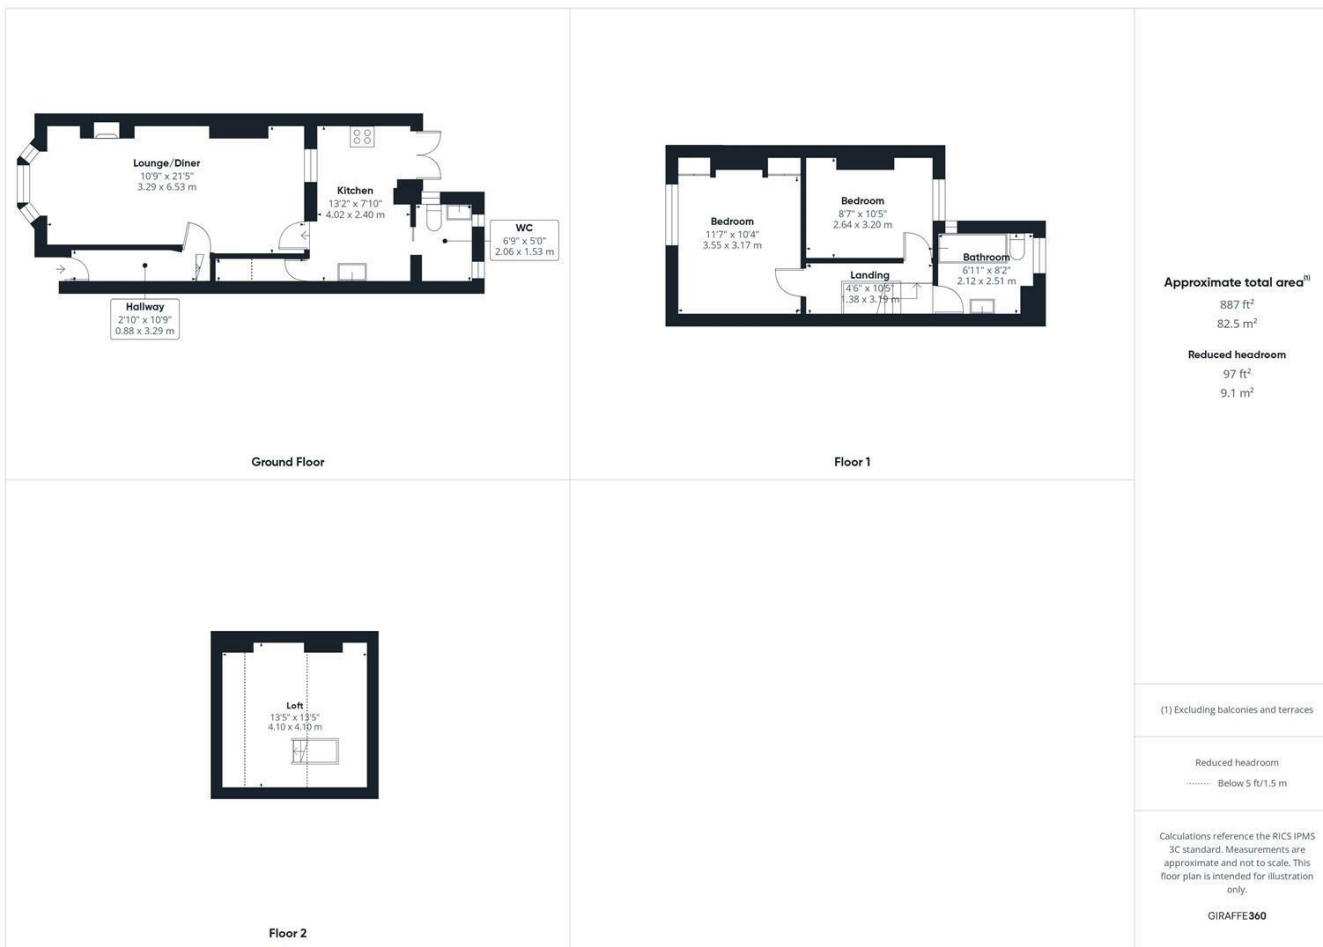 Lounge/Diner
10'9" x 21'5"
3.29 x 6.53 m
Kitchen
13'2" x 7'10"
4.02 x 2.40 m
WC
6'9" x 5'0"
2.06 x 1.53 m
Hallway
2'10" x 10'9"
0.88 x 3.29 m
Ground Floor
Bedroom
11'7" x 10'4"
3.55 x 3.17 m
Bedroom
8'7" x 10'5"
2.64 x 3.20 m
Landing
4'6" x 10'5"
1.38 x 3.19 m
Bathroom
6'11" x 8'2"
2.12 x 2.51 m
Floor 1
Loft
13'5" x 13'5"
4.10 x 4.10 m
Floor 2
Approximate total area⁽¹⁾
887 ft²
82.5 m²
Reduced headroom
97 ft²
9.1 m²
(1) Excluding balconies and terraces
Reduced headroom
Below 5 ft/1.5 m
Calculations reference the RICS IPMS
3C standard. Measurements are
approximate and not to scale. This
floor plan is intended for illustration
only.
GIRAFFE360